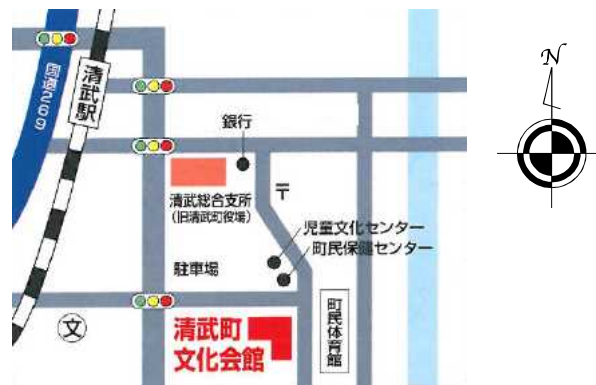 国道269
清武駅
銀行
〒
清武総合支所
(旧清武町役場)
児童文化センター
町民保健センター
駐車場
文
清武町
文化会館
町民体育館
N